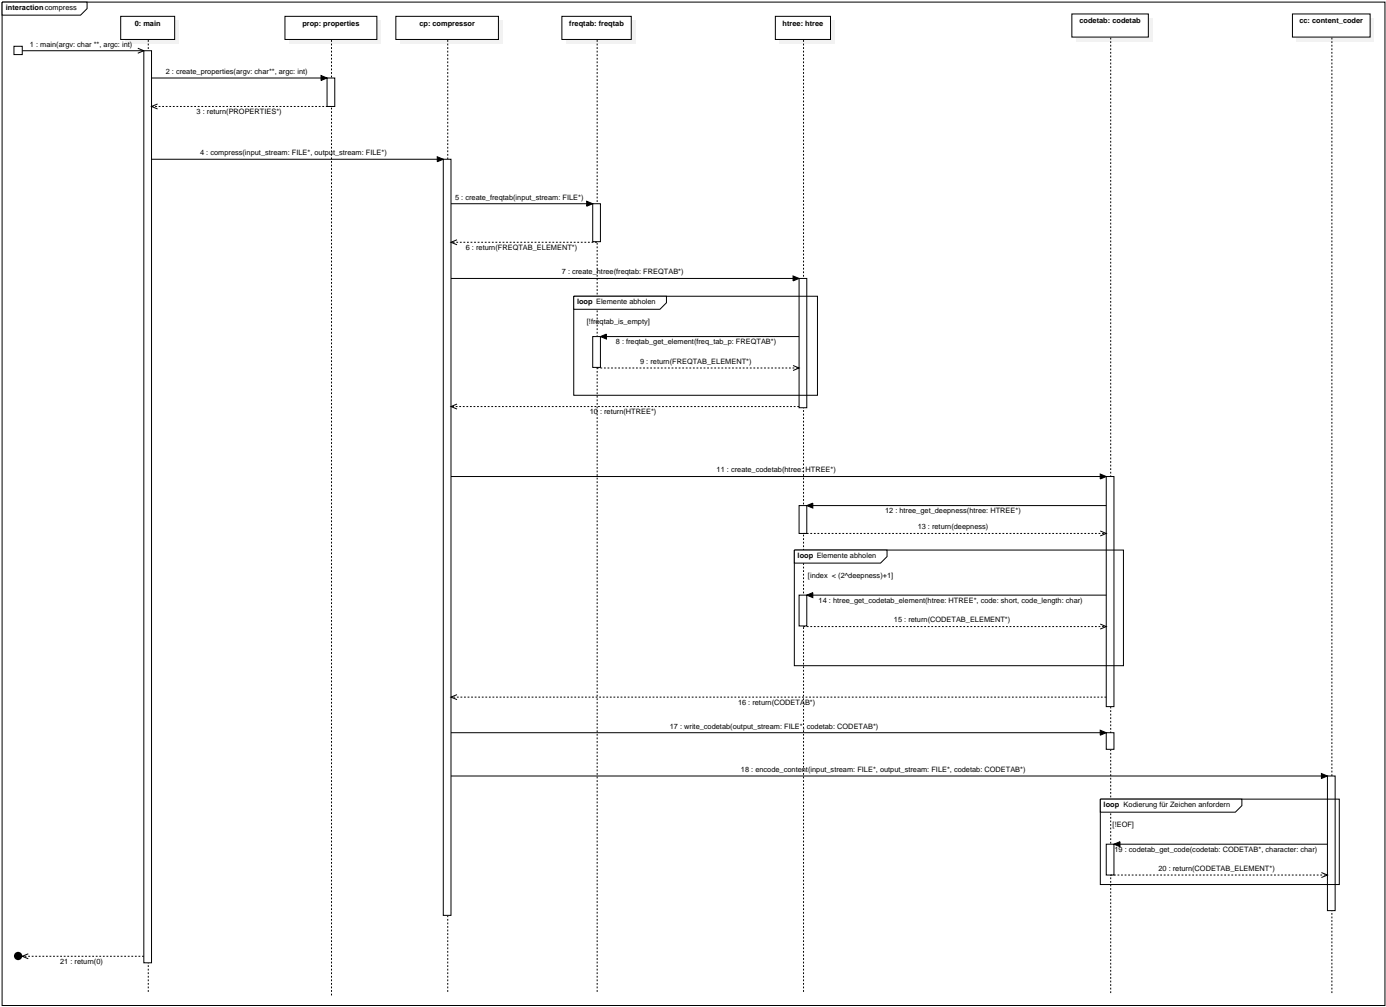 interaction compress
0: main
prop: properties
cp: compressor
freqtab: freqtab
htree: htree
codetab: codetab
cc: content_coder
1 : main(argv: char **, argc: int)
2 : create_properties(argv: char**, argc: int)
3 : return(PROPERTIES*)
4 : compress(input_stream: FILE*, output_stream: FILE*)
5 : create_freqtab(input_stream: FILE*)
6 : return(FREQTAB_ELEMENT*)
7 : create_htree(freqtab: FREQTAB*)
loop Elemente abholen
[!freqtab_is_empty]
8 : freqtab_get_element(freq_tab_p: FREQTAB*)
9 : return(FREQTAB_ELEMENT*)
10 : return(HTREE*)
11 : create_codetab(htree: HTREE*)
12 : htree_get_deepness(htree: HTREE*)
13 : return(deepness)
loop Elemente abholen
[index < (2^deepness)+1]
14 : htree_get_codetab_element(htree: HTREE*, code: short, code_length: char)
15 : return(CODETAB_ELEMENT*)
16 : return(CODETAB*)
17 : write_codetab(output_stream: FILE*, codetab: CODETAB*)
18 : encode_content(input_stream: FILE*, output_stream: FILE*, codetab: CODETAB*)
loop Kodierung für Zeichen anfordern
[!EOF]
19 : codetab_get_code(codetab: CODETAB*, character: char)
20 : return(CODETAB_ELEMENT*)
21 : return(0)